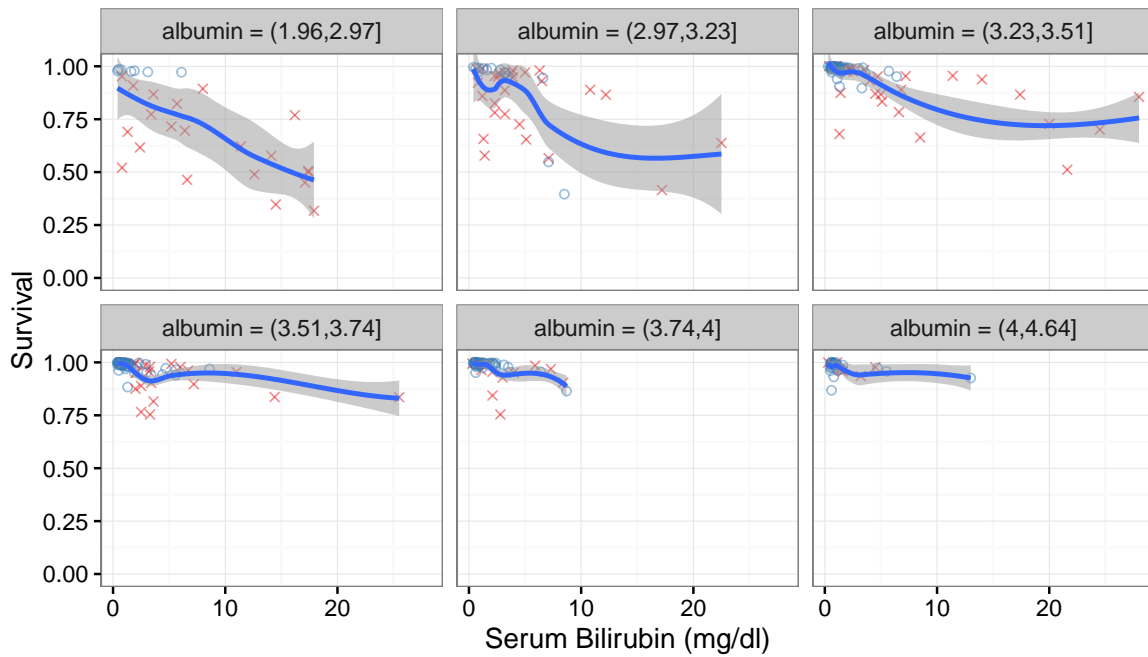 albumin = (1.96,2.97]
albumin = (2.97,3.23]
albumin = (3.23,3.51]
1.00
0.75
0.50
0.25
0.00
Survival
albumin = (3.51,3.74]
albumin = (3.74,4]
albumin = (4,4.64]
1.00
0.75
0.50
0.25
0.00
0 10 20
0 10 20
0 10 20
Serum Bilirubin (mg/dl)